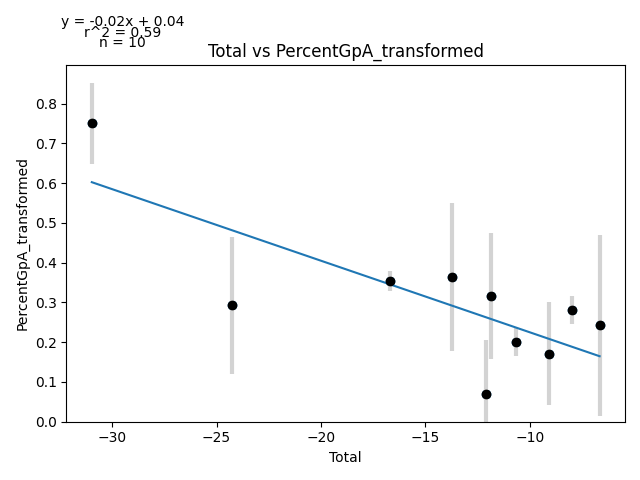 y = -0.02x + 0.04
r^2 = 0.59
n = 10
Total vs PercentGpA_transformed
PercentGpA_transformed
0.8
0.7
0.6
0.5
0.4
0.3
0.2
0.1
0.0
−30
−25
−20
−15
−10
Total